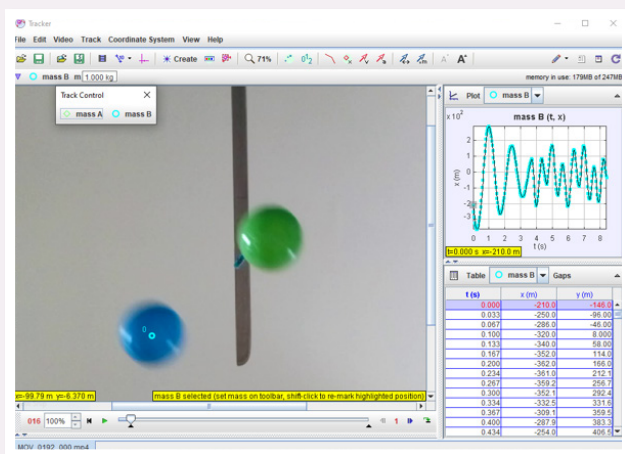 Tracker
File Edit Video Track Coordinate System View Help
Create 71%
mass B m 1.000 kg
memory in use: 179MB of 247MB
Track Control
mass A mass B
0
x=-99.79 m y=-6.370 m
mass B selected (set mass on toolbar, shift-click to re-mark highlighted position)
016 100% 1
MOV_0192_000.mp4
Plot mass B
mass B (t, x)
x 10²
x (m)
2
1
0
-1
-2
-3
0 1 2 3 4 5 6 7 8
t (s)
t=0.000 s x=-210.0 m
Table mass B Gaps
t (s) x (m) y (m)
0.000 -210.0 -146.0
0.033 -250.0 -96.00
0.067 -286.0 -46.00
0.100 -320.0 8.000
0.133 -340.0 58.00
0.167 -352.0 114.0
0.200 -362.0 166.0
0.234 -361.0 212.1
0.267 -359.2 256.7
0.300 -352.1 292.4
0.334 -332.5 331.6
0.367 -309.1 359.5
0.400 -287.9 383.3
0.434 -254.0 406.5